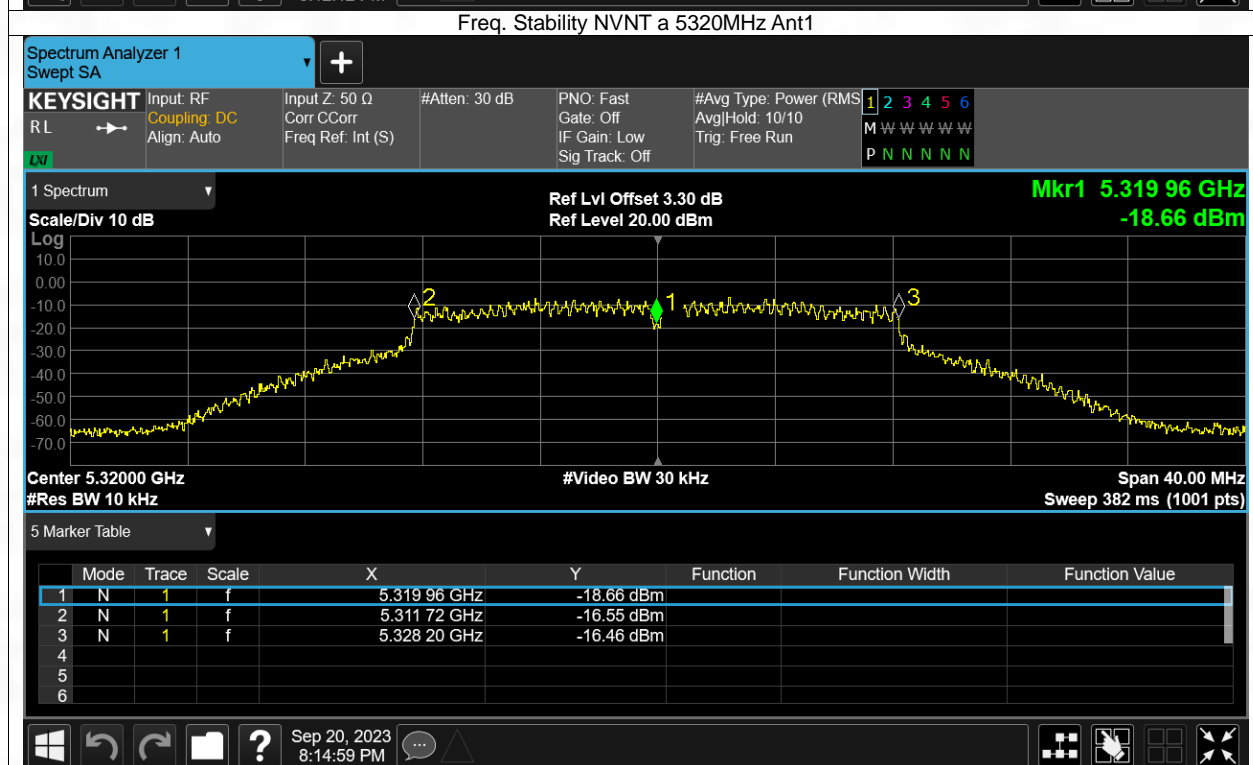 Freq. Stability NVNT a 5320MHz Ant1
Spectrum Analyzer 1
Swept SA
+
KEYSIGHT
RL
LXI
Input: RF
Coupling: DC
Align: Auto
Input Z: 50 Ω
Corr CCorr
Freq Ref: Int (S)
#Atten: 30 dB
PNO: Fast
Gate: Off
IF Gain: Low
Sig Track: Off
#Avg Type: Power (RMS
Avg|Hold: 10/10
Trig: Free Run
1 2 3 4 5 6
M W W W W W
P N N N N N
1 Spectrum
Scale/Div 10 dB
Ref Lvl Offset 3.30 dB
Ref Level 20.00 dBm
Mkr1 5.319 96 GHz
-18.66 dBm
Log
10.0
0.00
-10.0
-20.0
-30.0
-40.0
-50.0
-60.0
-70.0
2
1
3
Center 5.32000 GHz
#Video BW 30 kHz
Span 40.00 MHz
#Res BW 10 kHz
Sweep 382 ms (1001 pts)
5 Marker Table
Mode Trace Scale X Y Function Function Width Function Value
1 N 1 f 5.319 96 GHz -18.66 dBm
2 N 1 f 5.311 72 GHz -16.55 dBm
3 N 1 f 5.328 20 GHz -16.46 dBm
4
5
6
?
Sep 20, 2023
8:14:59 PM